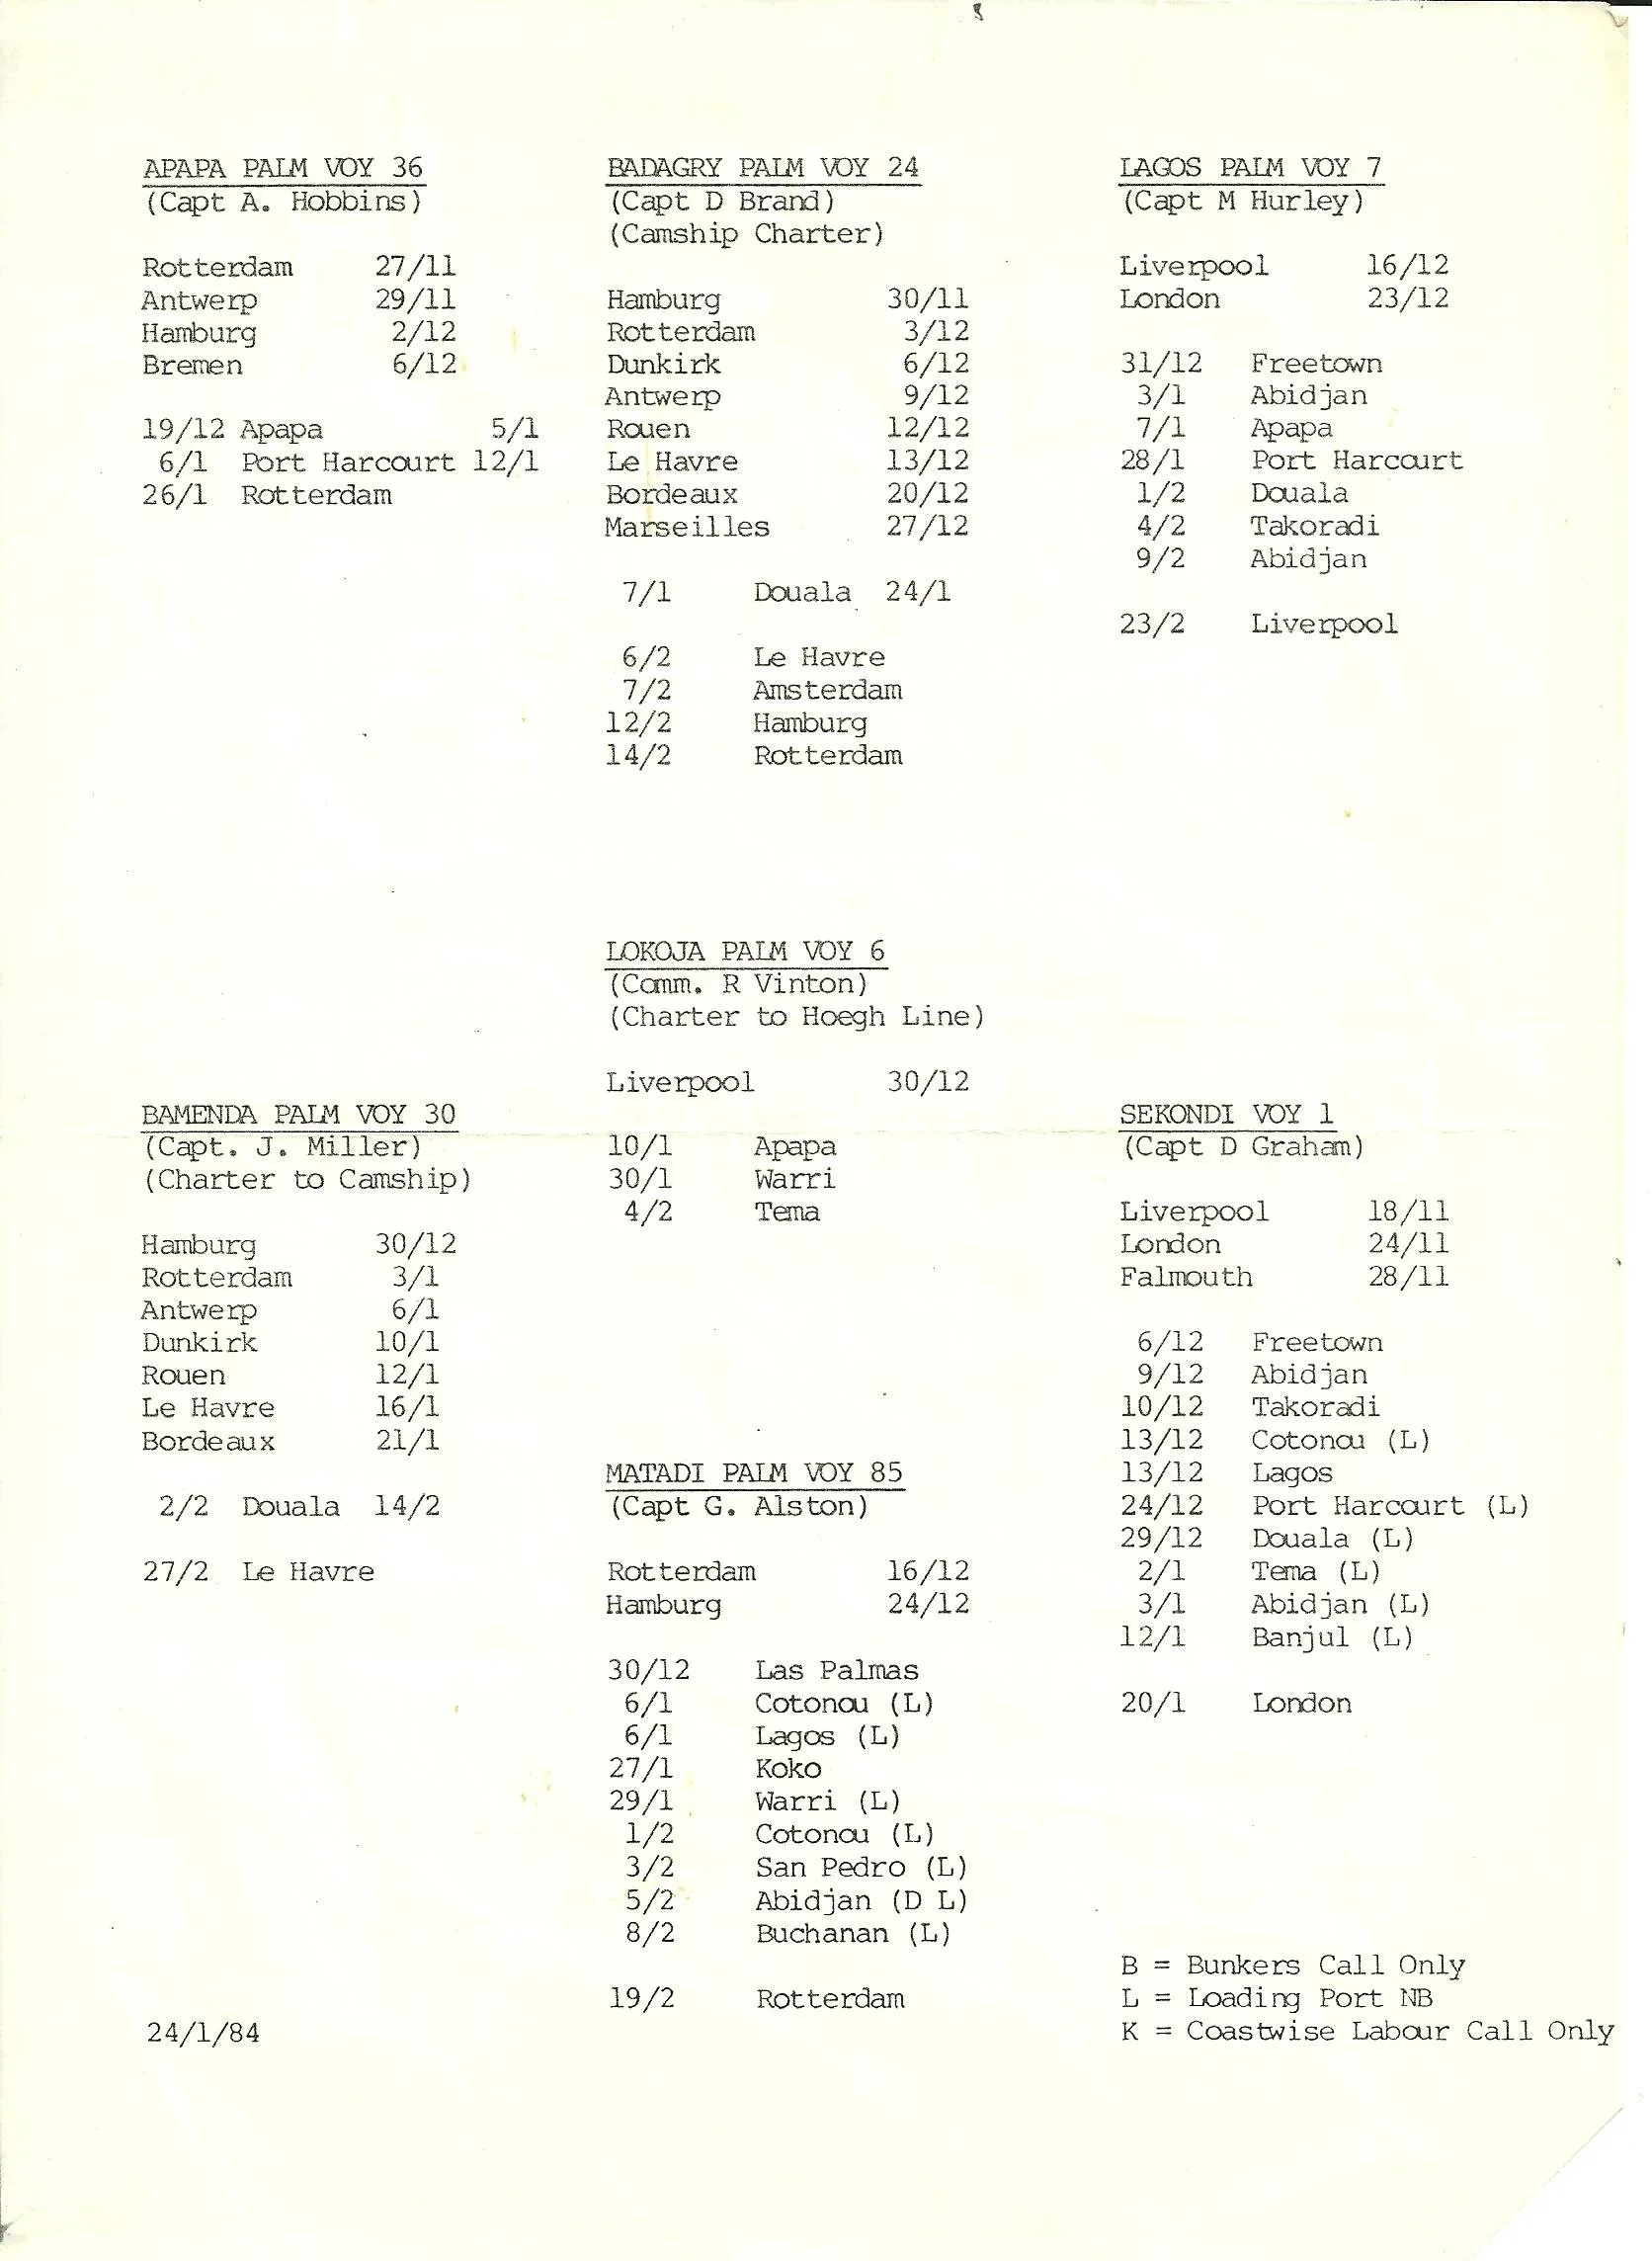 APAPA PALM VOY 36
(Capt A. Hobbins)
Rotterdam 27/11
Antwerp 29/11
Hamburg 2/12
Bremen 6/12
19/12 Apapa 5/1
6/1 Port Harcourt 12/1
26/1 Rotterdam
BADAGRY PALM VOY 24
(Capt D Brand)
(Camship Charter)
Hamburg 30/11
Rotterdam 3/12
Dunkirk 6/12
Antwerp 9/12
Rouen 12/12
Le Havre 13/12
Bordeaux 20/12
Marseilles 27/12
7/1 Douala 24/1
6/2 Le Havre
7/2 Amsterdam
12/2 Hamburg
14/2 Rotterdam
LAGOS PALM VOY 7
(Capt M Hurley)
Liverpool 16/12
London 23/12
31/12 Freetown
3/1 Abidjan
7/1 Apapa
28/1 Port Harcourt
1/2 Douala
4/2 Takoradi
9/2 Abidjan
23/2 Liverpool
BAMENDA PALM VOY 30
(Capt. J. Miller)
(Charter to Camship)
Hamburg 30/12
Rotterdam 3/1
Antwerp 6/1
Dunkirk 10/1
Rouen 12/1
Le Havre 16/1
Bordeaux 21/1
2/2 Douala 14/2
27/2 Le Havre
LOKOJA PALM VOY 6
(Comm. R Vinton)
(Charter to Hoegh Line)
Liverpool 30/12
10/1 Apapa
30/1 Warri
4/2 Tema
MATADI PALM VOY 85
(Capt G. Alston)
Rotterdam 16/12
Hamburg 24/12
30/12 Las Palmas
6/1 Cotonou (L)
6/1 Lagos (L)
27/1 Koko
29/1 Warri (L)
1/2 Cotonou (L)
3/2 San Pedro (L)
5/2 Abidjan (D L)
8/2 Buchanan (L)
19/2 Rotterdam
SEKONDI VOY 1
(Capt D Graham)
Liverpool 18/11
London 24/11
Falmouth 28/11
6/12 Freetown
9/12 Abidjan
10/12 Takoradi
13/12 Cotonou (L)
13/12 Lagos
24/12 Port Harcourt (L)
29/12 Douala (L)
2/1 Tema (L)
3/1 Abidjan (L)
12/1 Banjul (L)
20/1 London
B = Bunkers Call Only
L = Loading Port NB
K = Coastwise Labour Call Only
24/1/84